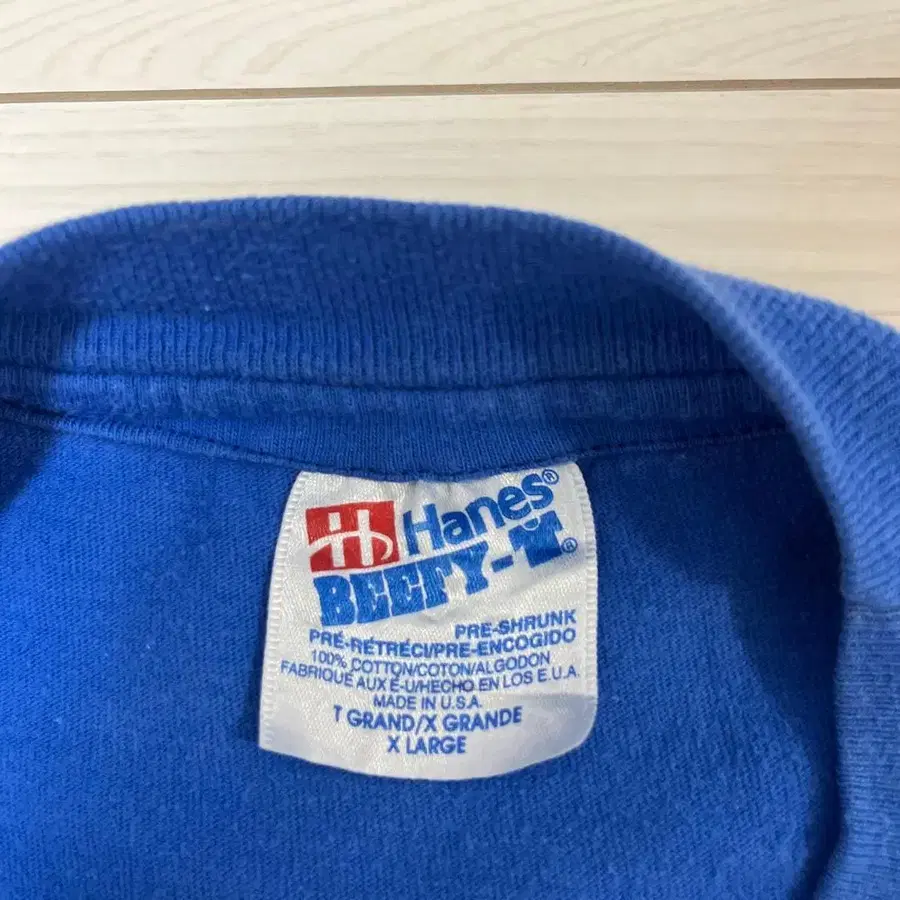 Hanes®
BEEFY-T®
PRE-SHRUNK
PRÉ-RÉTRÉCI/PRE-ENCOGIDO
100% COTTON/COTON/ALGODON
FABRIQUÉ AUX É-U/HECHO EN LOS E.U.A.
MADE IN U.S.A.
T GRAND/X GRANDE
X LARGE